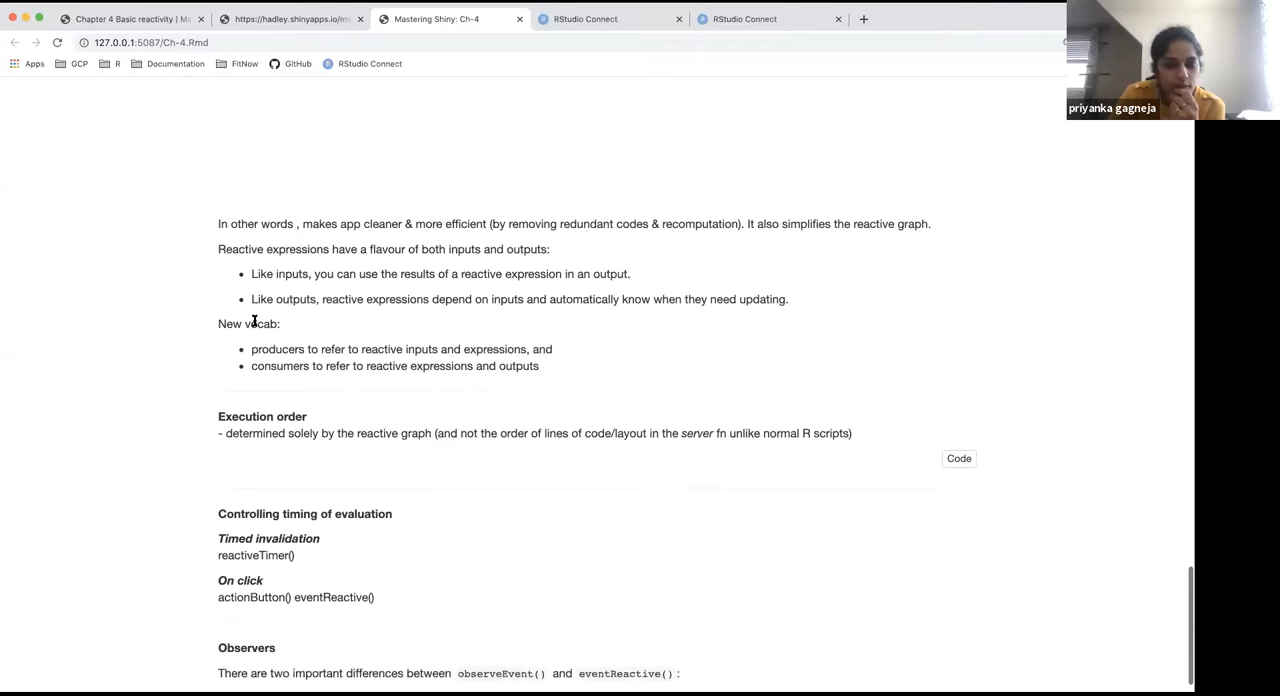 Chapter 4 Basic reactivity | Ma
https://hadley.shinyapps.io/ms
Mastering Shiny: Ch-4
RStudio Connect
RStudio Connect
127.0.0.1:5087/Ch-4.Rmd
Apps
GCP
R
Documentation
FitNow
GitHub
RStudio Connect
priyanka gagneja
In other words , makes app cleaner & more efficient (by removing redundant codes & recomputation). It also simplifies the reactive graph.
Reactive expressions have a flavour of both inputs and outputs:
• Like inputs, you can use the results of a reactive expression in an output.
• Like outputs, reactive expressions depend on inputs and automatically know when they need updating.
New vocab:
• producers to refer to reactive inputs and expressions, and
• consumers to refer to reactive expressions and outputs
Execution order
- determined solely by the reactive graph (and not the order of lines of code/layout in the server fn unlike normal R scripts)
Code
Controlling timing of evaluation
Timed invalidation
reactiveTimer()
On click
actionButton() eventReactive()
Observers
There are two important differences between observeEvent() and eventReactive() :